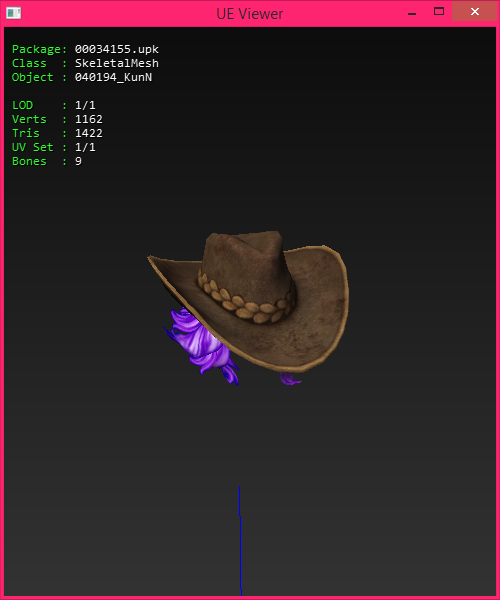 UE Viewer
Package: 00034155.upk
Class : SkeletalMesh
Object : 040194_KunN
LOD : 1/1
Verts : 1162
Tris : 1422
UV Set : 1/1
Bones : 9